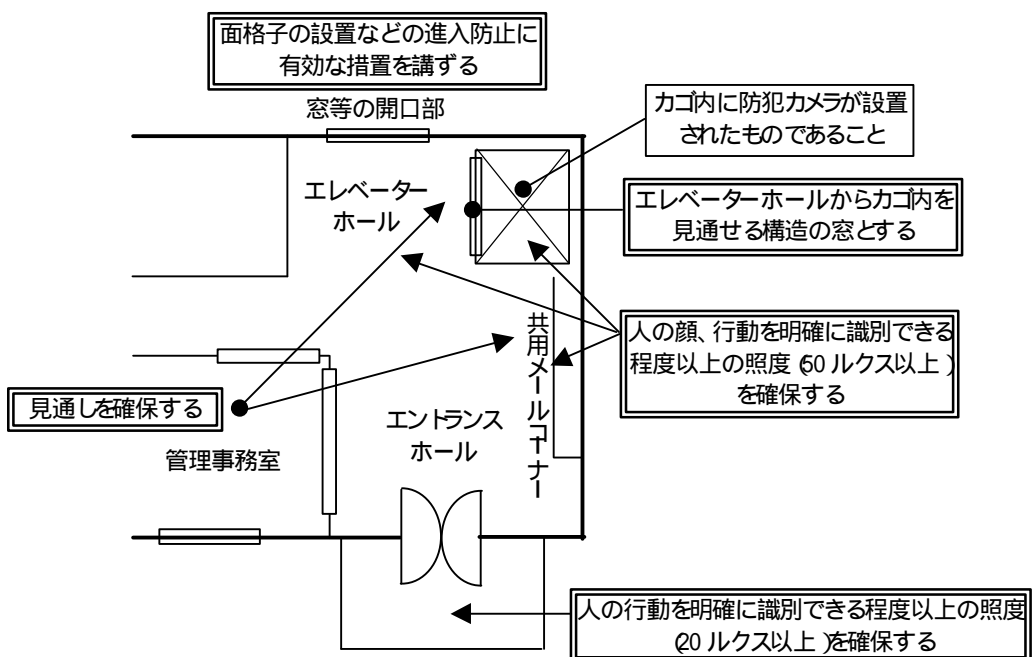 面格子の設置などの進入防止に
有効な措置を講ずる
窓等の開口部
カゴ内に防犯カメラが設置
されたものであること
エレベーター
ホール
エレベーターホールからカゴ内を
見通せる構造の窓とする
共用メールコーナー
人の顔、行動を明確に識別できる
程度以上の照度(50 ルクス以上)
を確保する
見通しを確保する
エントランス
ホール
管理事務室
人の行動を明確に識別できる程度以上の照度
(20 ルクス以上)を確保する